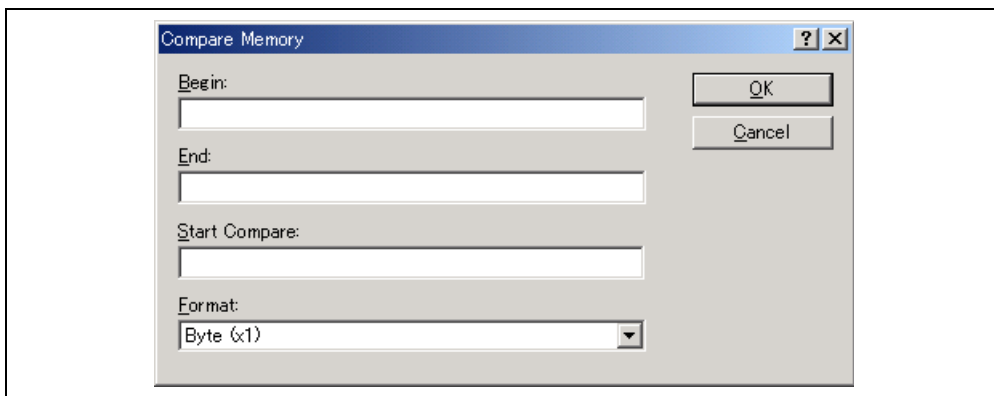 Compare Memory
Begin:
OK
Cancel
End:
Start Compare:
Format:
Byte (x1)